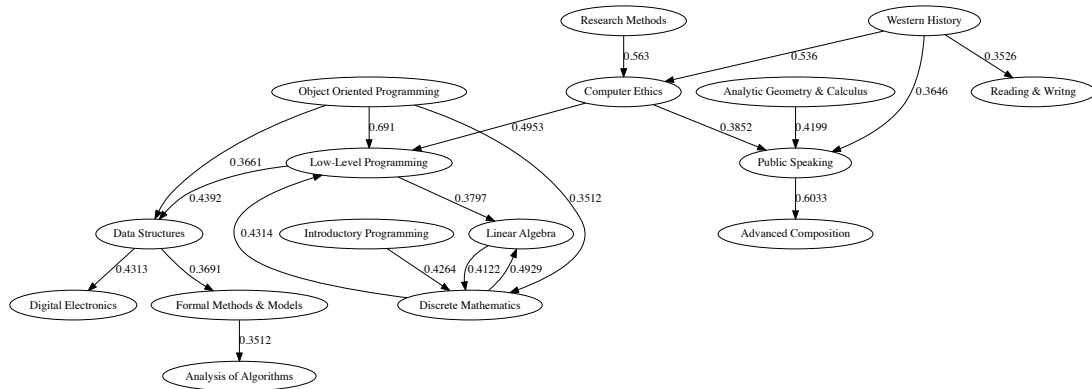 Research Methods
Western History
0.563
0.536
0.3526
Object Oriented Programming
Computer Ethics
Analytic Geometry & Calculus
0.3646
Reading & Writng
0.691
0.4953
0.3852
0.4199
0.3661
Low-Level Programming
Public Speaking
0.4392
0.3797
0.3512
0.6033
Data Structures
0.4314
Introductory Programming
Linear Algebra
Advanced Composition
0.4313
0.3691
0.4264
0.4122
0.4929
Digital Electronics
Formal Methods & Models
Discrete Mathematics
0.3512
Analysis of Algorithms